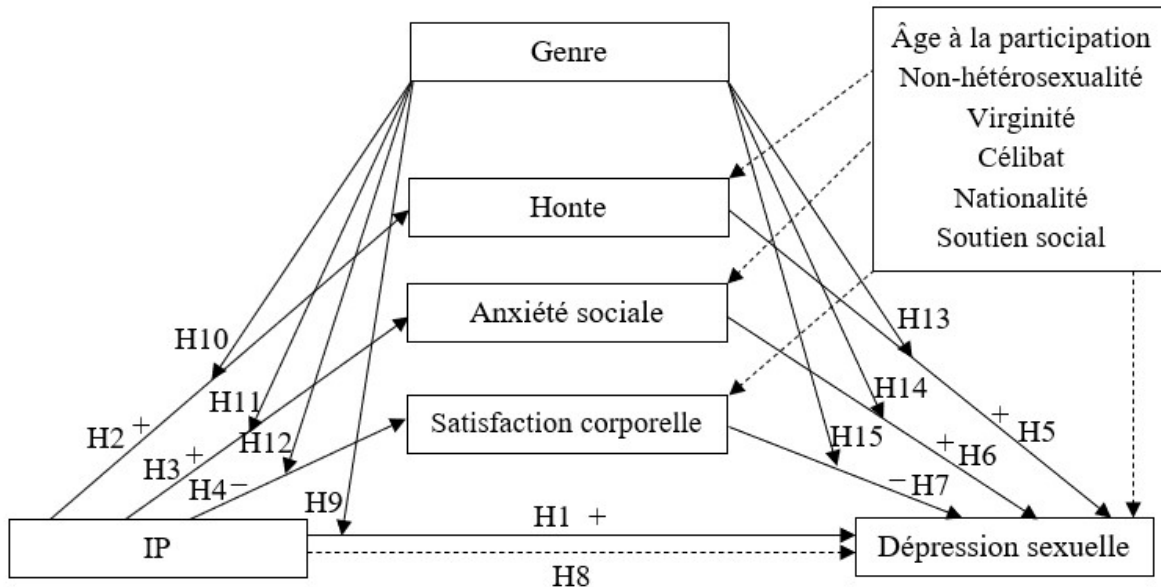 Genre
Âge à la participation
Non-hétérosexualité
Virginité
Célibat
Nationalité
Soutien social
Honte
Anxiété sociale
Satisfaction corporelle
H10
H11
H12
H9
H13
H14
H15
H2 +
H3 +
H4 −
+ H5
+ H6
− H7
IP
H1 +
H8
Dépression sexuelle